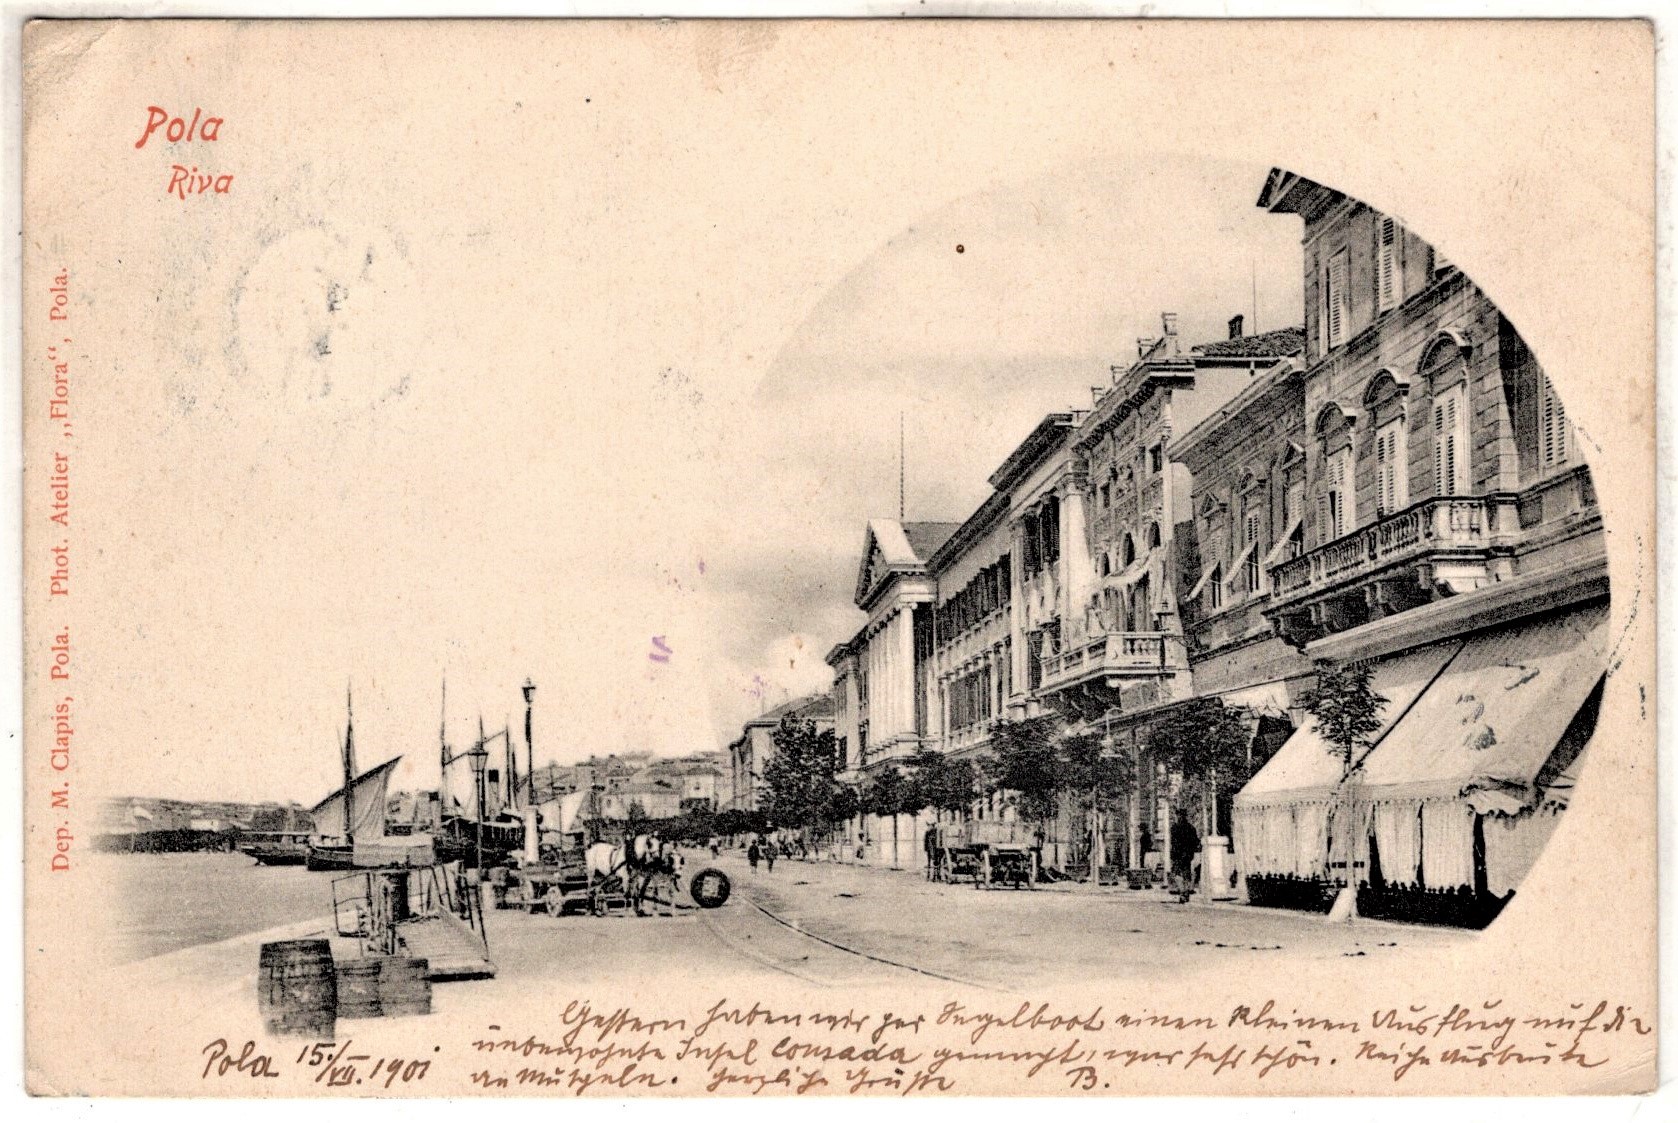 Pola
Riva
Dep. M. Clapis, Pola. Phot. Atelier „Flora“, Pola.
Gestern haben wir per Segelboot einen kleinen Ausflug auf die
unbewohnte Insel Conzada gemacht, war sehr schön. Reiche Ausbeute
an Muscheln. Herzliche Grüße B.
Pola 15./VII. 1901